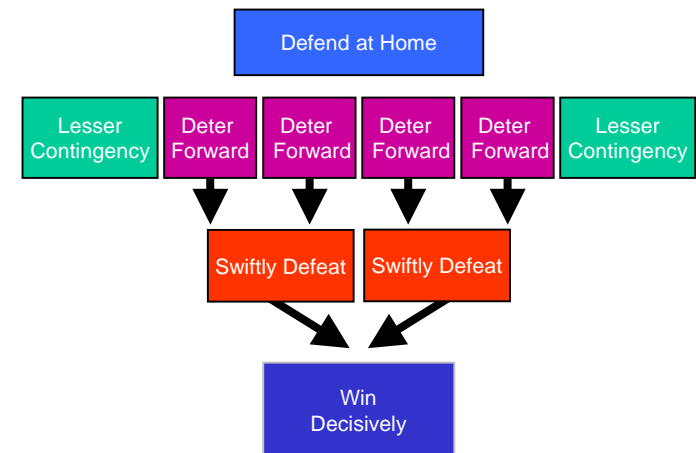 Defend at Home
Lesser
Contingency
Deter
Forward
Deter
Forward
Deter
Forward
Deter
Forward
Lesser
Contingency
Swiftly Defeat
Swiftly Defeat
Win
Decisively